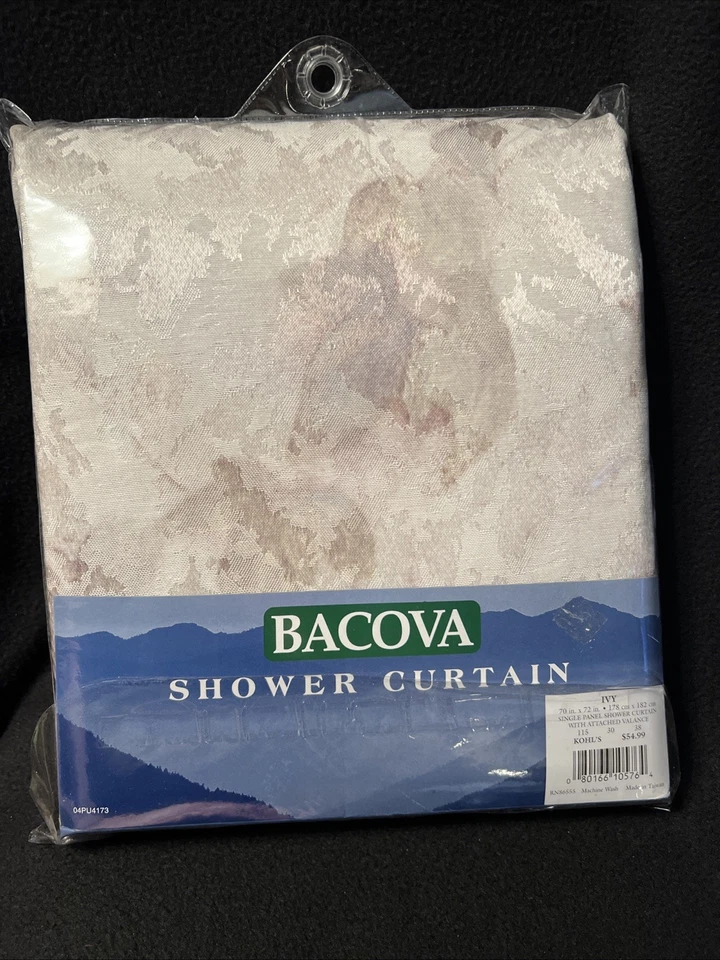 BACOVA
SHOWER CURTAIN
IVY
70 in. x 72 in. • 178 cm x 182 cm
SINGLE PANEL SHOWER CURTAIN
WITH ATTACHED VALANCE
115 30 38
KOHL'S $54.99
0 80166 10576 4
Machine Wash Made in Taiwan
04PU4173